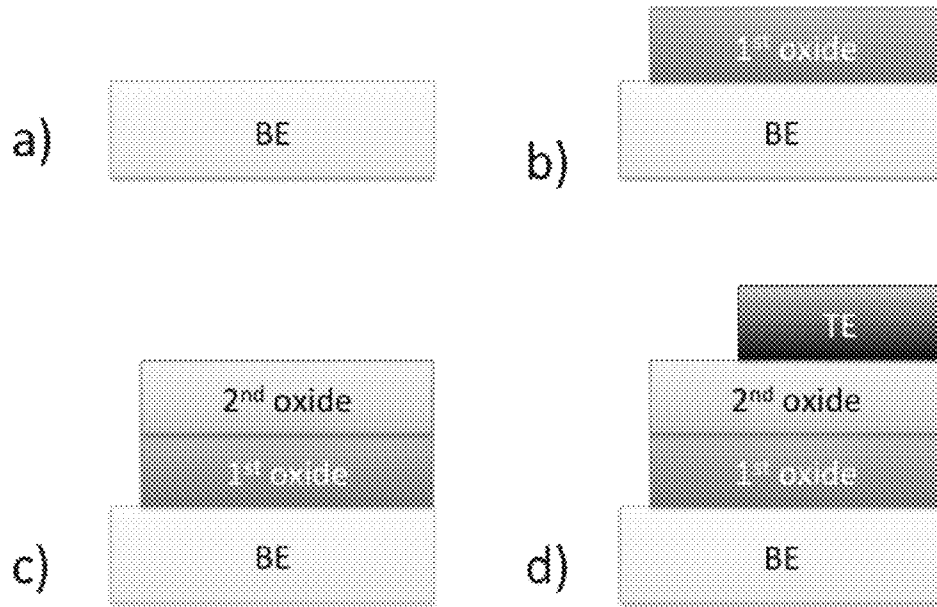 a)
BE
b)
1st oxide
BE
c)
2nd oxide
1st oxide
BE
d)
TE
2nd oxide
1st oxide
BE